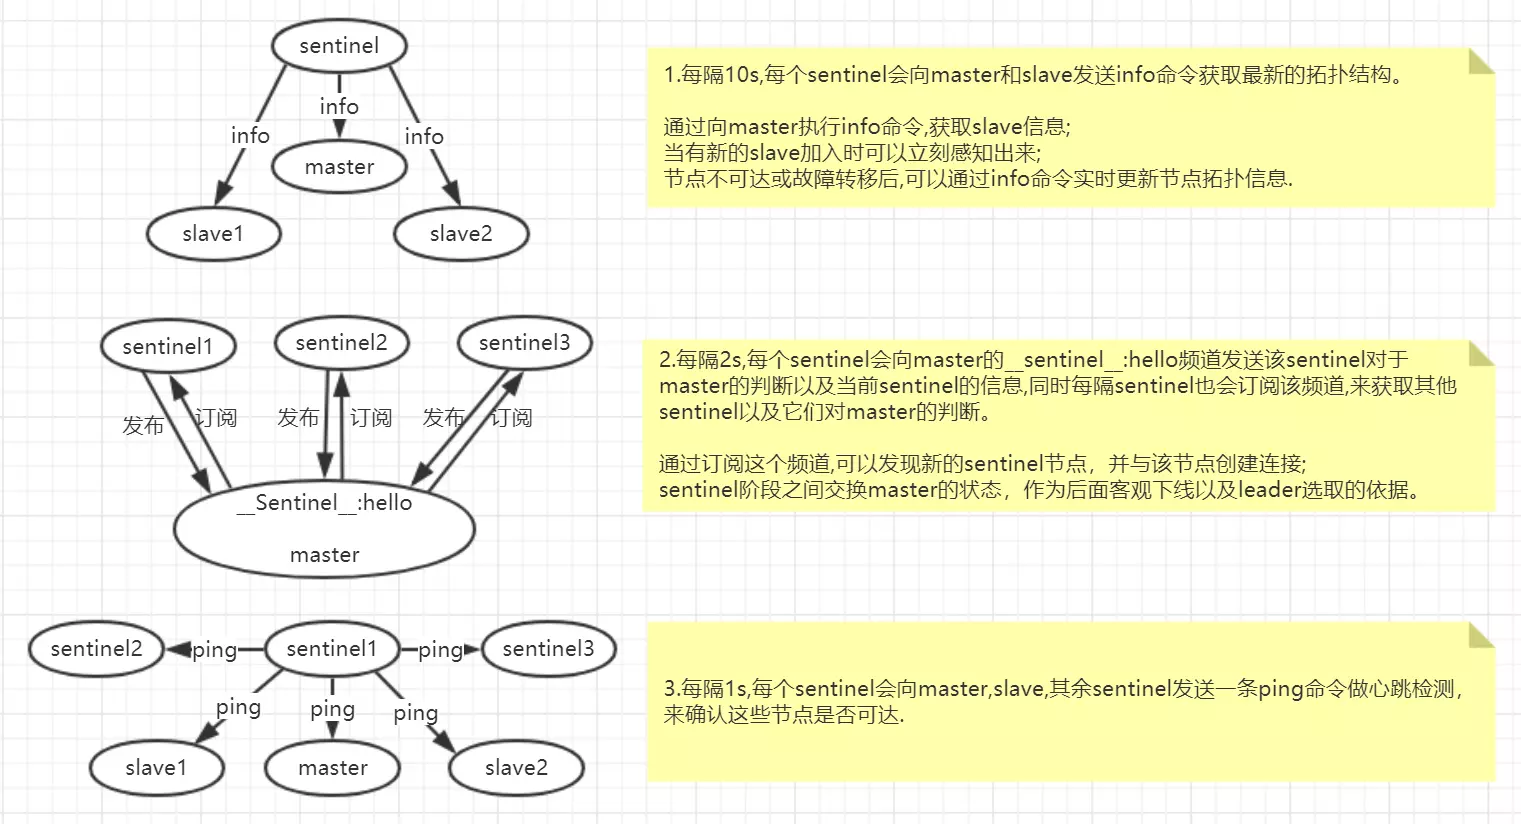 sentinel
info
info
info
master
slave1
slave2
1.每隔10s,每个sentinel会向master和slave发送info命令获取最新的拓扑结构。
通过向master执行info命令,获取slave信息;
当有新的slave加入时可以立刻感知出来;
节点不可达或故障转移后,可以通过info命令实时更新节点拓扑信息.
sentinel1
sentinel2
sentinel3
发布
订阅
发布
订阅
发布
订阅
__Sentinel__:hello
master
2.每隔2s,每个sentinel会向master的__sentinel__:hello频道发送该sentinel对于
master的判断以及当前sentinel的信息,同时每隔sentinel也会订阅该频道,来获取其他
sentinel以及它们对master的判断。
通过订阅这个频道,可以发现新的sentinel节点，并与该节点创建连接;
sentinel阶段之间交换master的状态，作为后面客观下线以及leader选取的依据。
sentinel2
ping
sentinel1
ping
sentinel3
ping
ping
ping
slave1
master
slave2
3.每隔1s,每个sentinel会向master,slave,其余sentinel发送一条ping命令做心跳检测，
来确认这些节点是否可达.